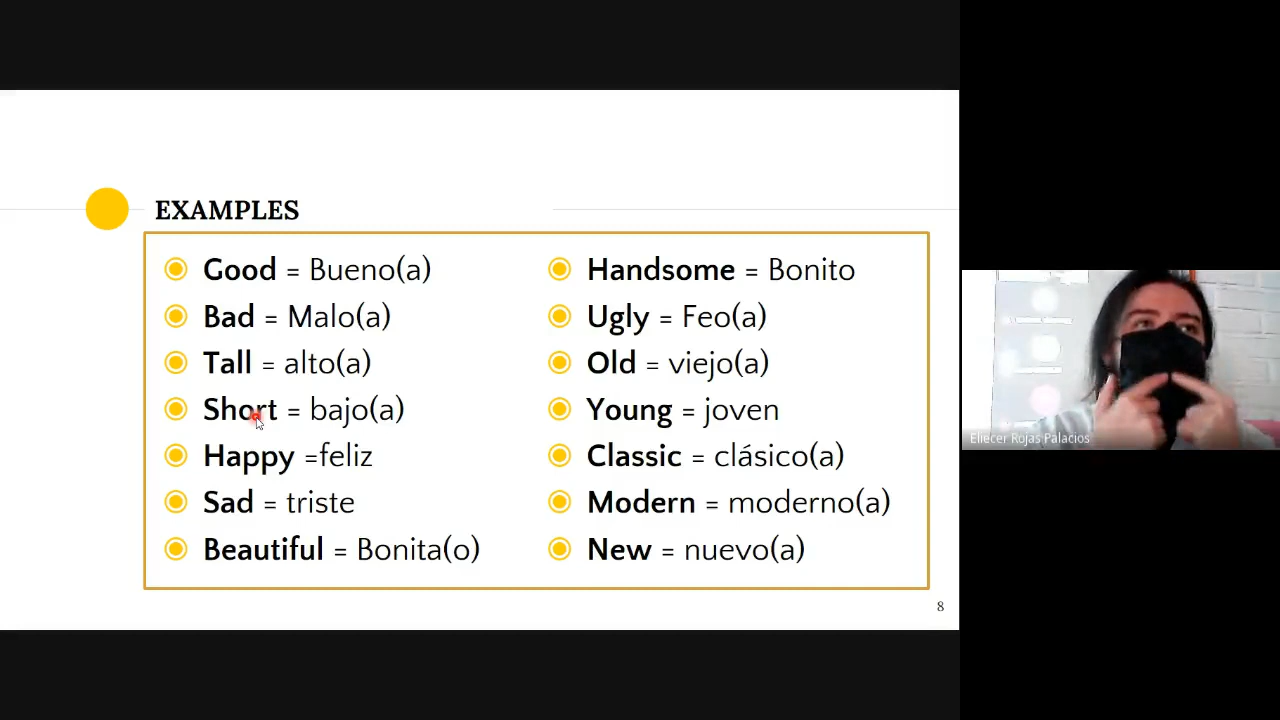 EXAMPLES
Good = Bueno(a)
Bad = Malo(a)
Tall = alto(a)
Short = bajo(a)
Happy =feliz
Sad = triste
Beautiful = Bonita(o)
Handsome = Bonito
Ugly = Feo(a)
Old = viejo(a)
Young = joven
Classic = clásico(a)
Modern = moderno(a)
New = nuevo(a)
8
Eliecer Rojas Palacios